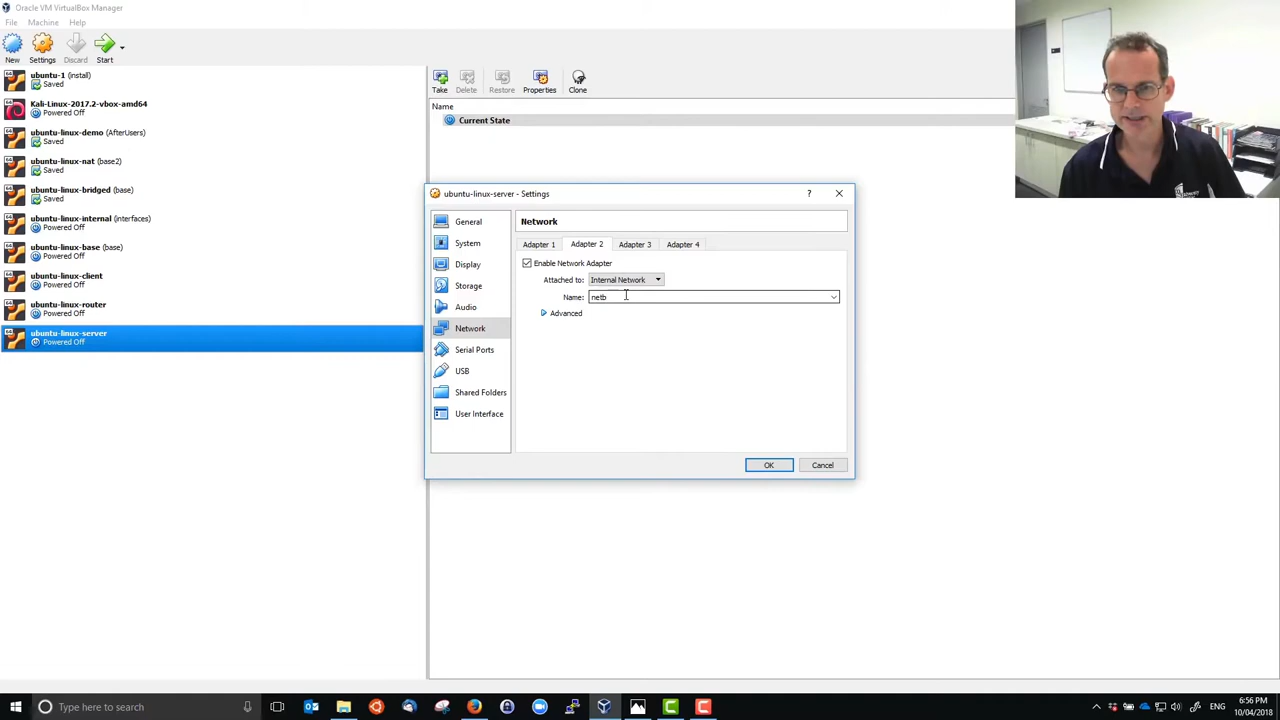 Oracle VM VirtualBox Manager
File Machine Help
New Settings Discard Start
Take Delete Restore Properties Clone
ubuntu-1 (install)
Saved
Kali-Linux-2017.2-vbox-amd64
Powered Off
ubuntu-linux-demo (AfterUsers)
Saved
ubuntu-linux-nat (base2)
Saved
ubuntu-linux-bridged (base)
Saved
ubuntu-linux-internal (interfaces)
Powered Off
ubuntu-linux-base (base)
Powered Off
ubuntu-linux-client
Powered Off
ubuntu-linux-router
Powered Off
ubuntu-linux-server
Powered Off
Name
Current State
ubuntu-linux-server - Settings
?
General
System
Display
Storage
Audio
Network
Serial Ports
USB
Shared Folders
User Interface
Network
Adapter 1 Adapter 2 Adapter 3 Adapter 4
Enable Network Adapter
Attached to: Internal Network
Name: netb
Advanced
OK Cancel
Type here to search
ENG
6:56 PM
10/04/2018